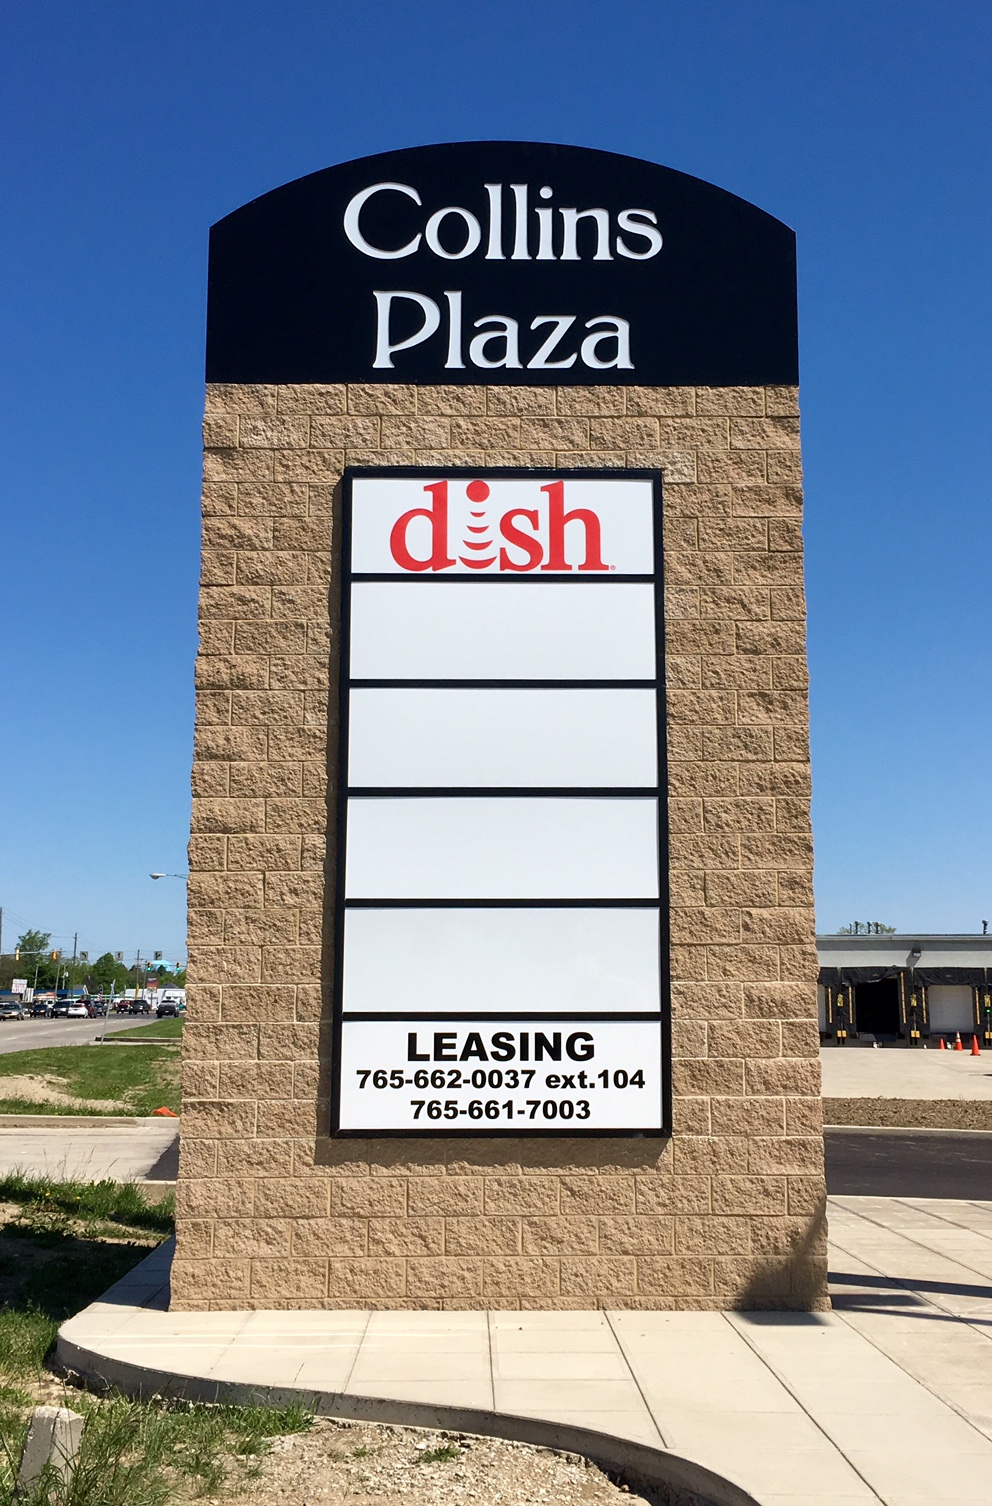 Collins
Plaza
dish
LEASING
765-662-0037 ext.104
765-661-7003